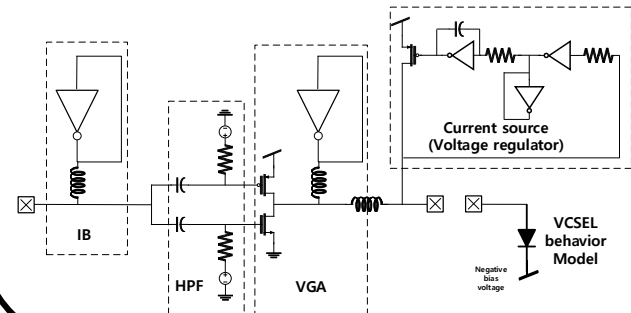 Current source
(Voltage regulator)
IB
HPF
VGA
VCSEL
behavior
Model
Negative
bias
voltage